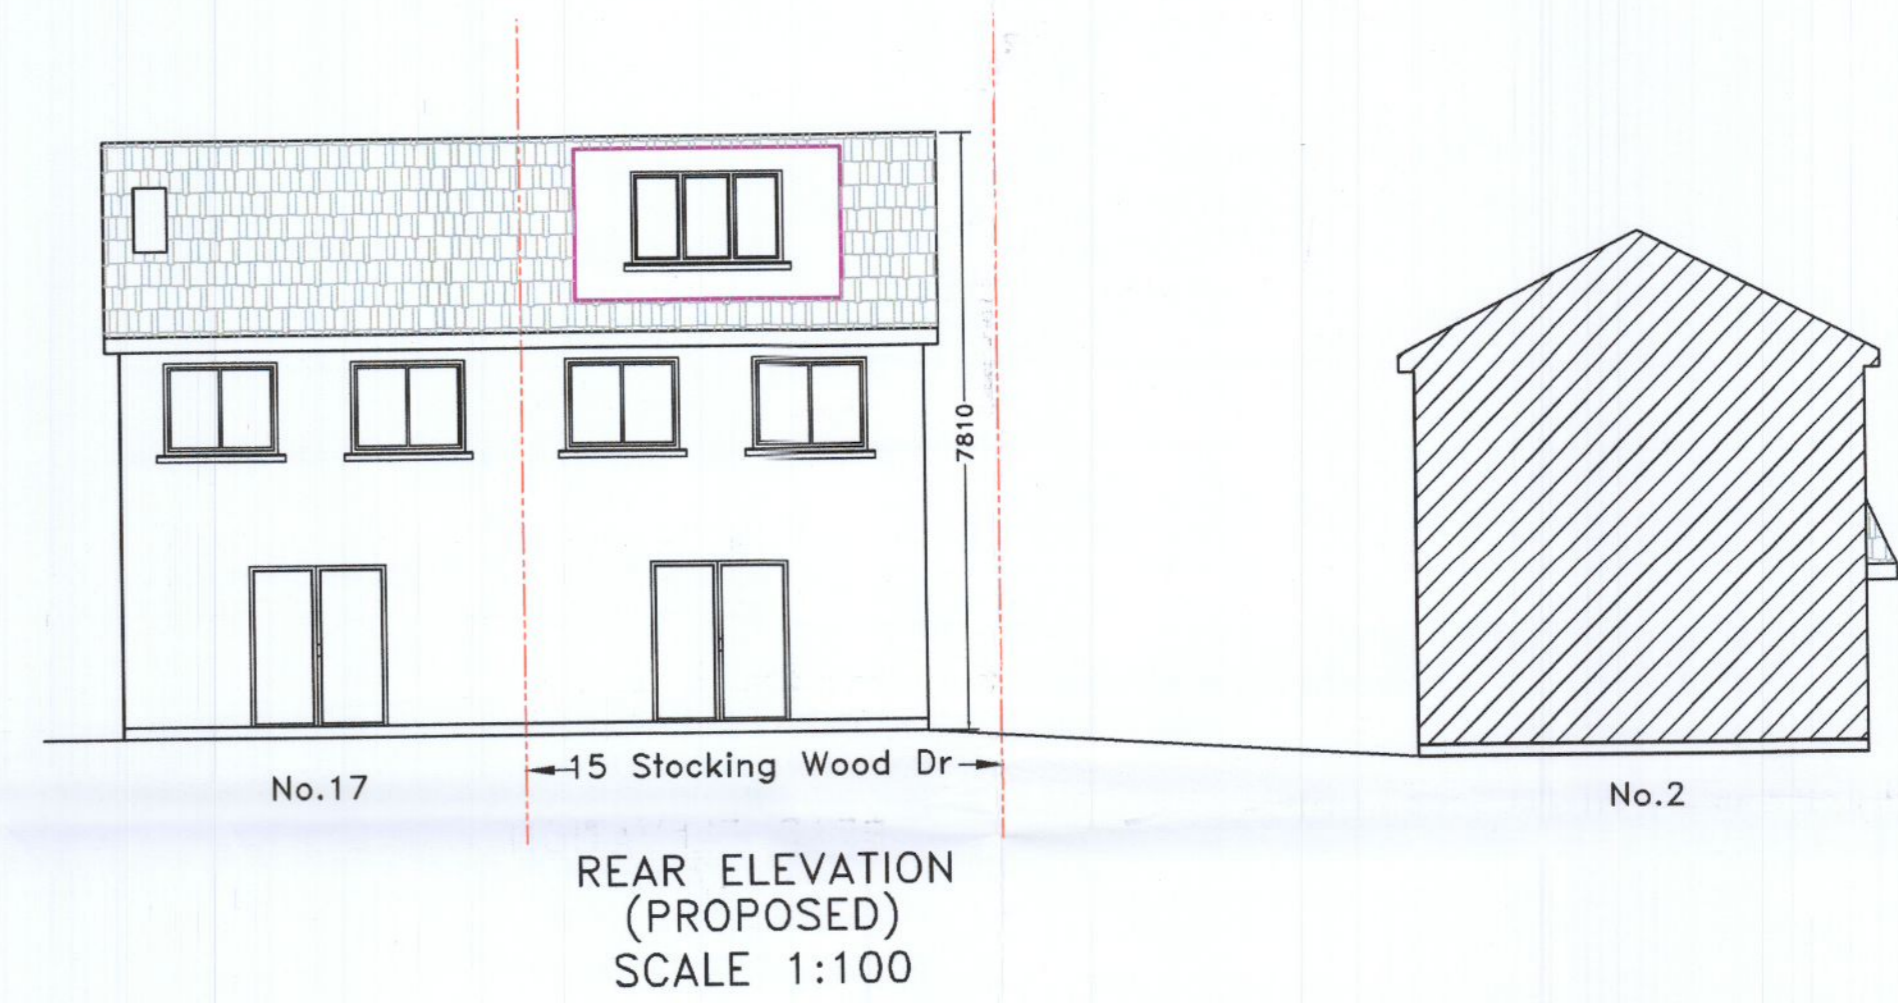 7810
15 Stocking Wood Dr
No.17
No.2
REAR ELEVATION
(PROPOSED)
SCALE 1:100